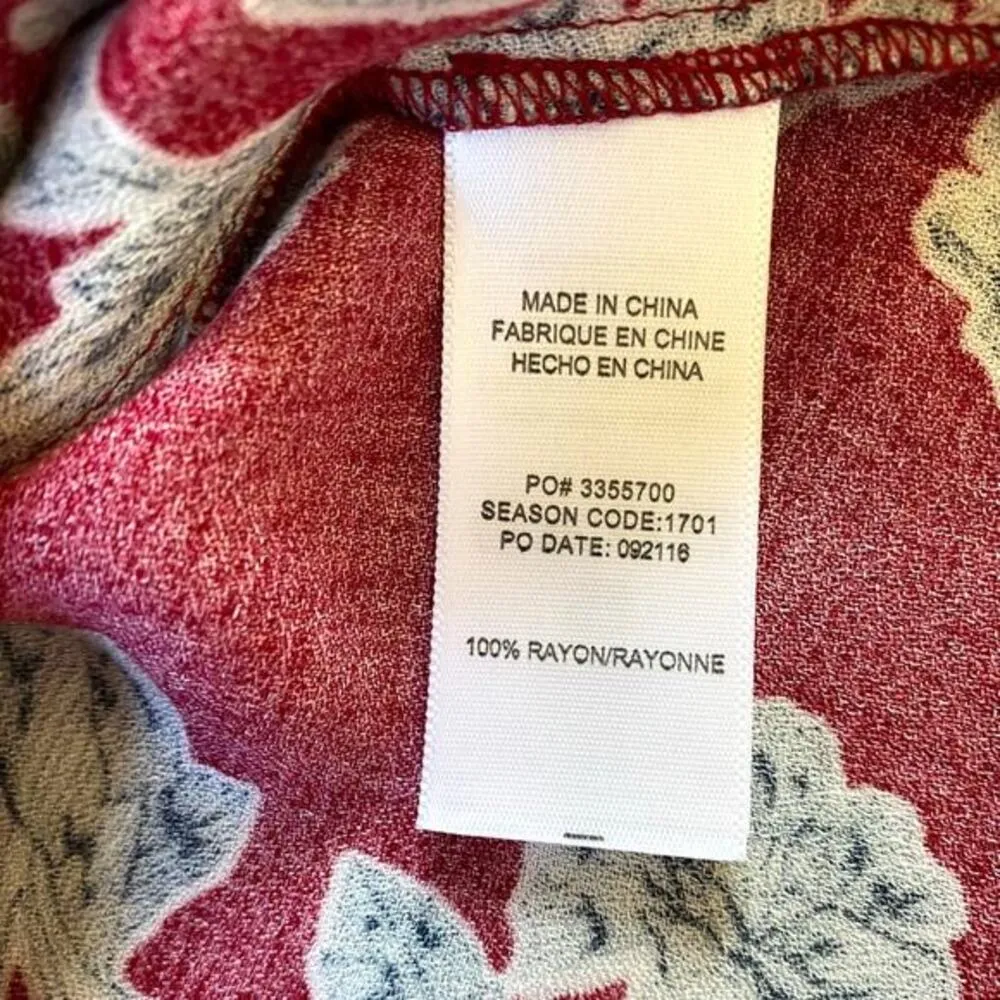 MADE IN CHINA
FABRIQUE EN CHINE
HECHO EN CHINA
PO# 3355700
SEASON CODE:1701
PO DATE: 092116
100% RAYON/RAYONNE